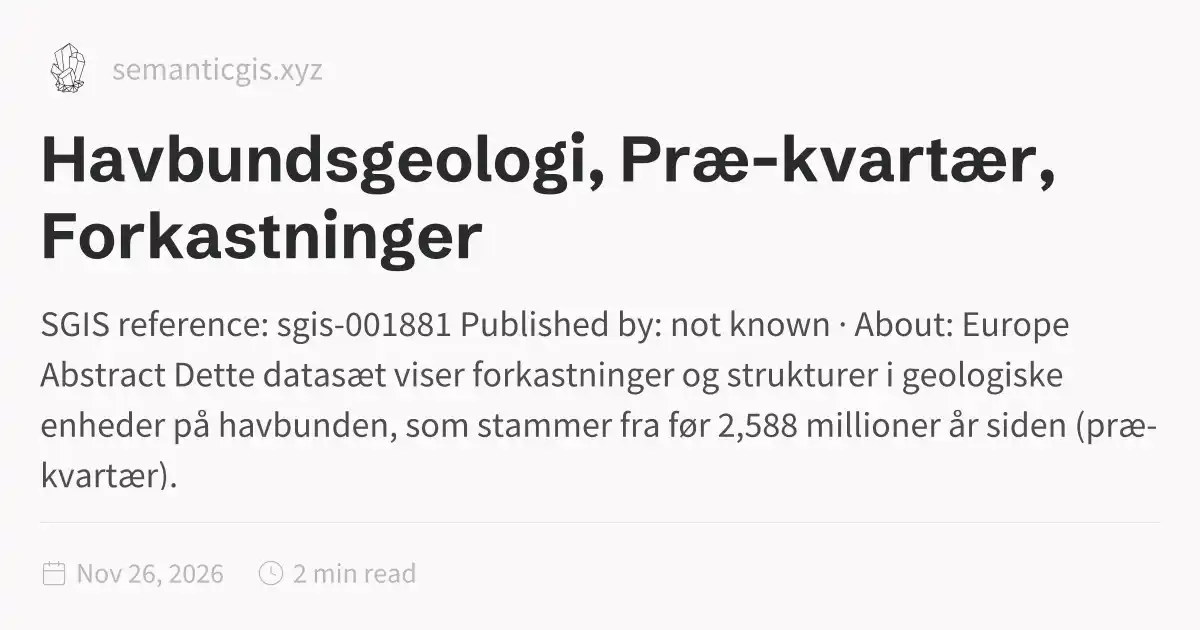 semanticgis.xyz
Havbundsgeologi, Præ-kvartær,
Forkastninger
SGIS reference: sgis-001881 Published by: not known · About: Europe
Abstract Dette datasæt viser forkastninger og strukturer i geologiske
enheder på havbunden, som stammer fra før 2,588 millioner år siden (præ-
kvartær).
Nov 26, 2026 2 min read